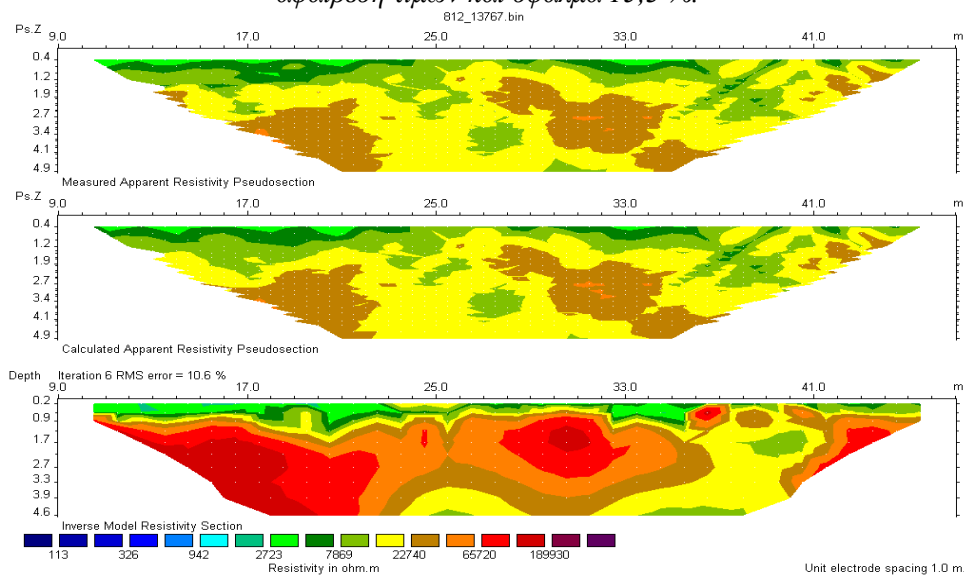 αφαίρεση τιμών και σφάλμα
812_13767.bin
Ps.Z 9.0 17.0 25.0 33.0 41.0 m
0.4
1.2
1.9
2.7
3.4
4.1
4.9
Measured Apparent Resistivity Pseudosection
Ps.Z 9.0 17.0 25.0 33.0 41.0 m
0.4
1.2
1.9
2.7
3.4
4.1
4.9
Calculated Apparent Resistivity Pseudosection
Depth Iteration 6 RMS error = 10.6 %
9.0 17.0 25.0 33.0 41.0 m
0.2
0.9
1.7
2.7
3.3
3.9
4.6
Inverse Model Resistivity Section
113 326 942 2723 7869 22740 65720 189930
Resistivity in ohm.m
Unit electrode spacing 1.0 m.